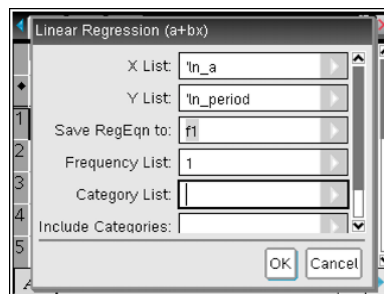 Linear Regression (a+bx)
X List: 'ln_a
Y List: 'ln_period
Save RegEqn to: f1
Frequency List: 1
Category List:
Include Categories:
OK Cancel
1
2
3
4
5
A